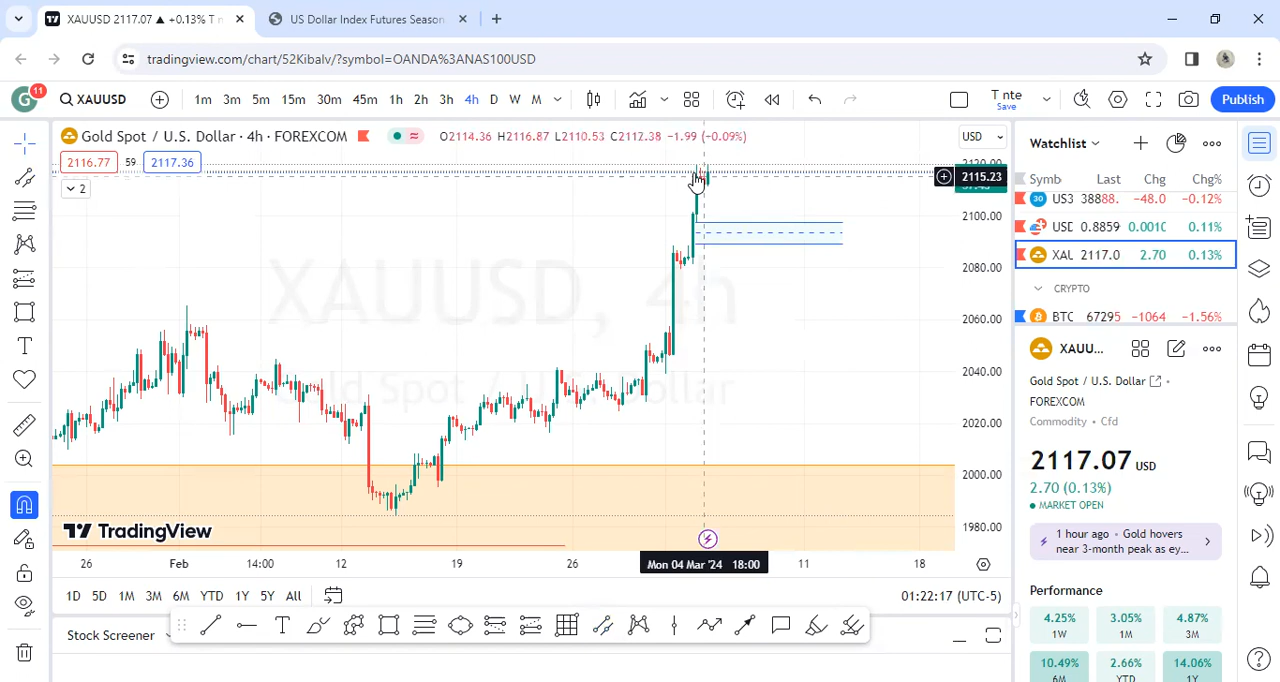 XAUUSD 2117.07 ▲ +0.13% T n
US Dollar Index Futures Season
tradingview.com/chart/52Kibalv/?symbol=OANDA%3ANAS100USD
G 11 XAUUSD 1m 3m 5m 15m 30m 45m 1h 2h 3h 4h D W M T nte Save Publish
Gold Spot / U.S. Dollar · 4h · FOREXCOM O2114.36 H2116.87 L2110.53 C2112.38 -1.99 (-0.09%) USD
2116.77 59 2117.36
2
2120.00
2115.23
2100.00
2080.00
2060.00
2040.00
2020.00
2000.00
1980.00
XAUUSD, 4h
Gold Spot / U.S. Dollar
TradingView
26 Feb 14:00 12 19 26 Mon 04 Mar '24 18:00 11 18
1D 5D 1M 3M 6M YTD 1Y 5Y All 01:22:17 (UTC-5)
Stock Screener
Watchlist
Symb Last Chg Chg%
30 US3 38888. -48.0 -0.12%
USD 0.8859 0.0010 0.11%
XAU 2117.0 2.70 0.13%
CRYPTO
BTC 67295 -1064 -1.56%
XAUU...
Gold Spot / U.S. Dollar
FOREXCOM
Commodity • Cfd
2117.07 USD
2.70 (0.13%)
MARKET OPEN
1 hour ago • Gold hovers
near 3-month peak as ey...
Performance
4.25% 3.05% 4.87%
1W 1M 3M
10.49% 2.66% 14.06%
6M YTD 1Y